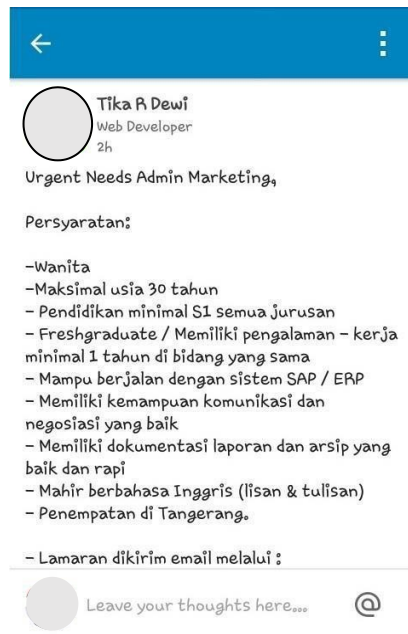 Tika R Dewi
Web Developer
2h
Urgent Needs Admin Marketing,
Persyaratan:
-Wanita
-Maksimal usia 30 tahun
- Pendidikan minimal S1 semua jurusan
- Freshgraduate / Memiliki pengalaman - kerja
minimal 1 tahun di bidang yang sama
- Mampu berjalan dengan sistem SAP / ERP
- Memiliki kemampuan komunikasi dan
negosiasi yang baik
- Memiliki dokumentasi laporan dan arsip yang
baik dan rapi
- Mahir berbahasa Inggris (lisan & tulisan)
- Penempatan di Tangerang.
- Lamaran dikirim email melalui :
Leave your thoughts here... @